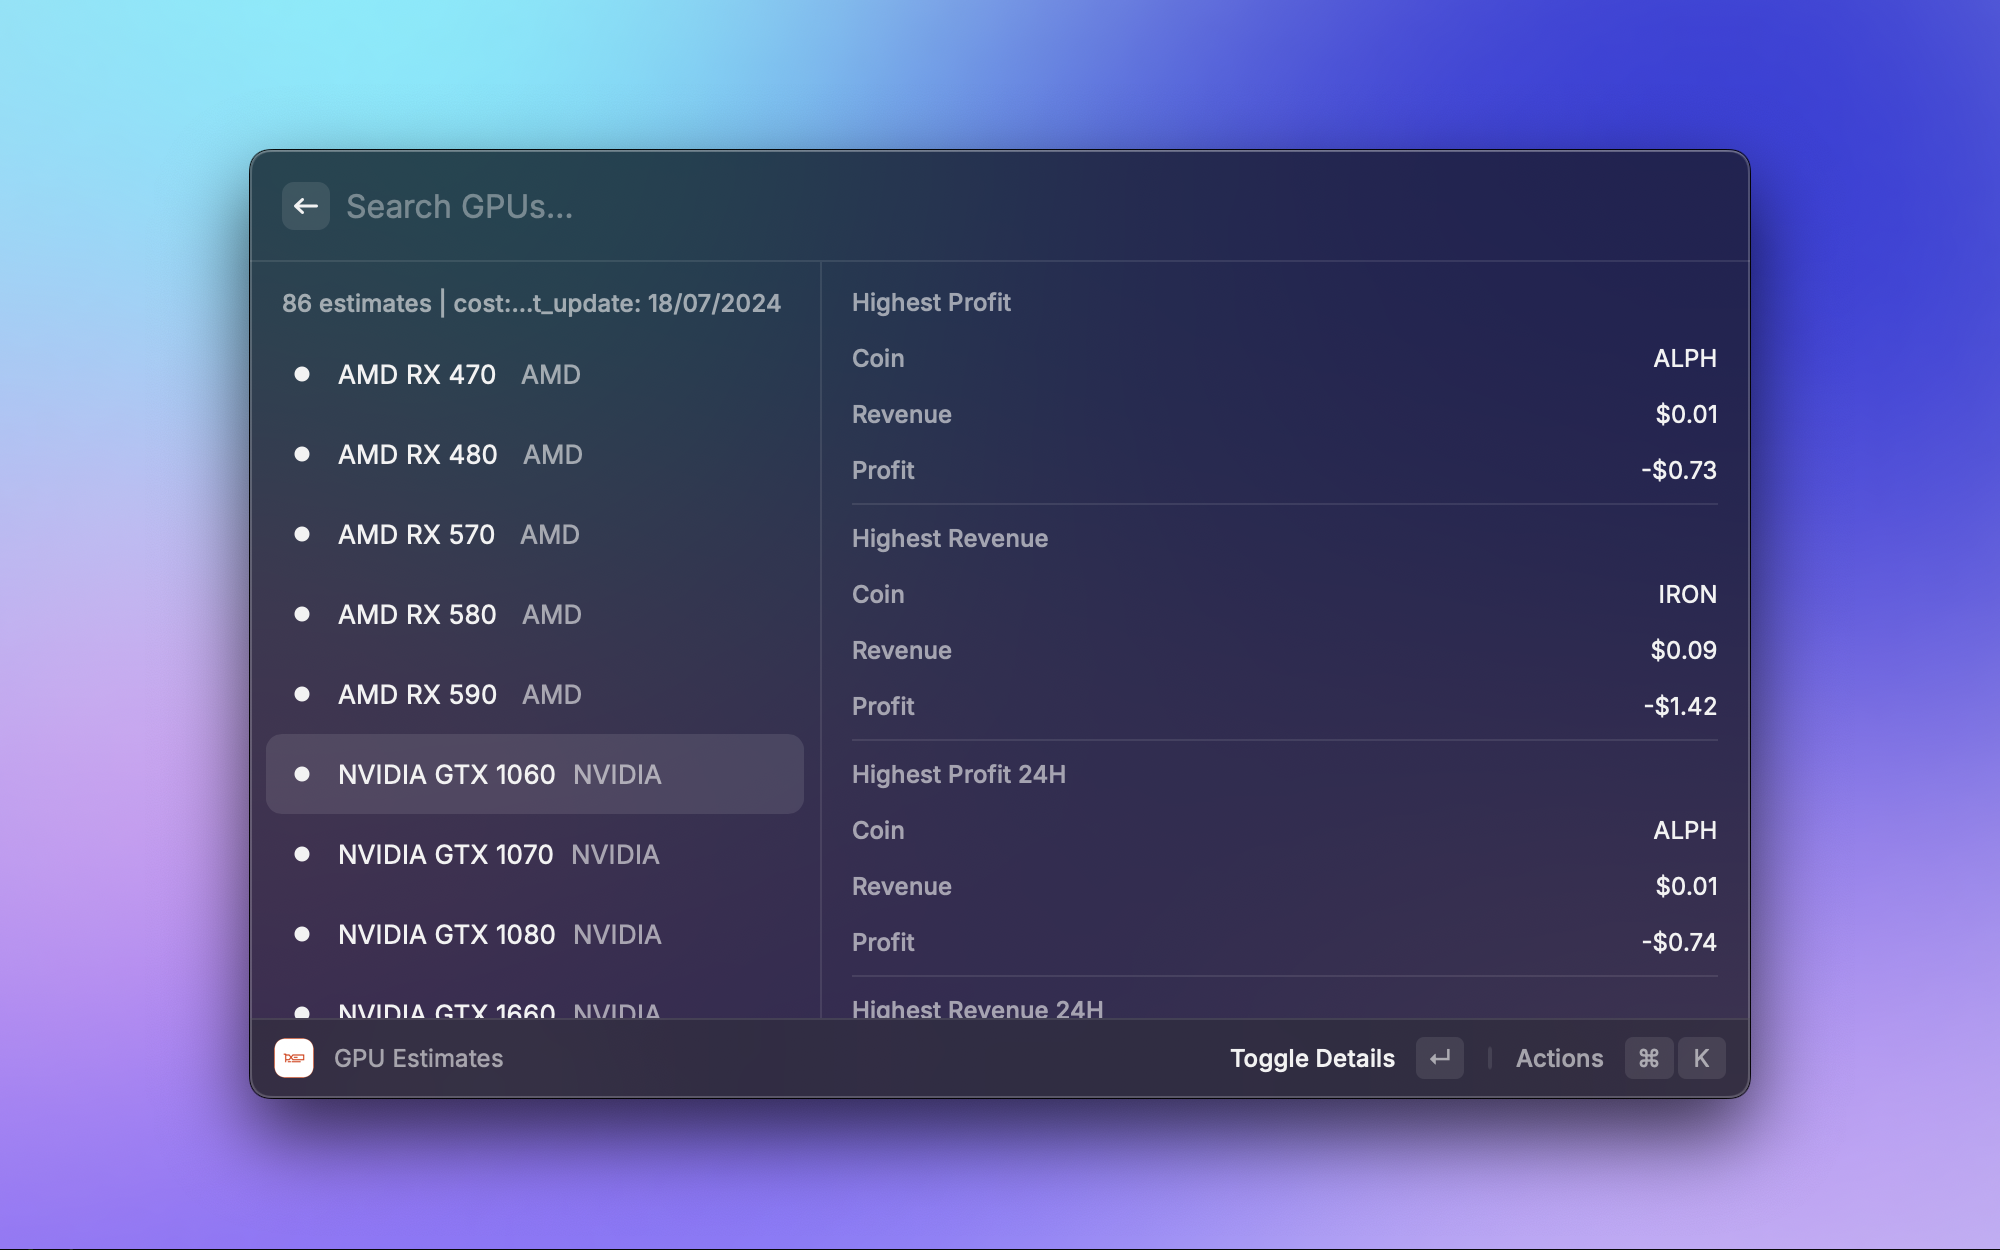 Search GPUs...
86 estimates | cost:...t_update: 18/07/2024
AMD RX 470 AMD
AMD RX 480 AMD
AMD RX 570 AMD
AMD RX 580 AMD
AMD RX 590 AMD
NVIDIA GTX 1060 NVIDIA
NVIDIA GTX 1070 NVIDIA
NVIDIA GTX 1080 NVIDIA
NVIDIA GTX 1660 NVIDIA
Highest Profit
Coin ALPH
Revenue $0.01
Profit -$0.73
Highest Revenue
Coin IRON
Revenue $0.09
Profit -$1.42
Highest Profit 24H
Coin ALPH
Revenue $0.01
Profit -$0.74
Highest Revenue 24H
GPU Estimates
Toggle Details ↵ | Actions ⌘ K